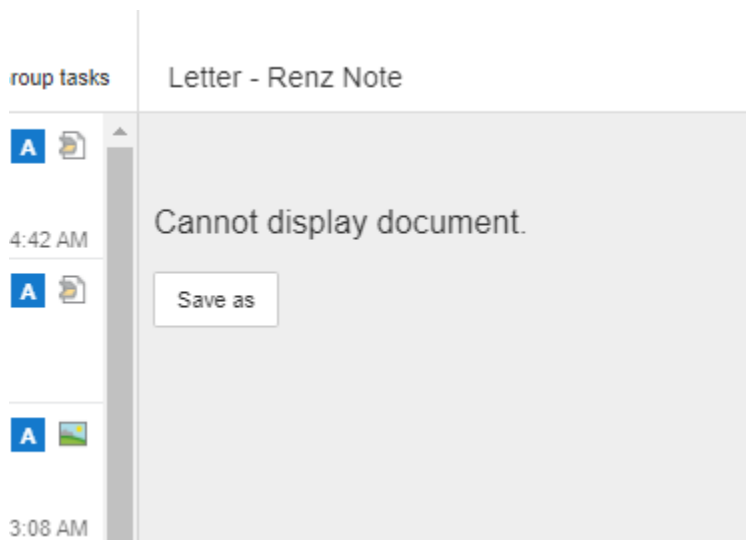 roup tasks
Letter - Renz Note
A
4:42 AM
A
A
3:08 AM
Cannot display document.
Save as